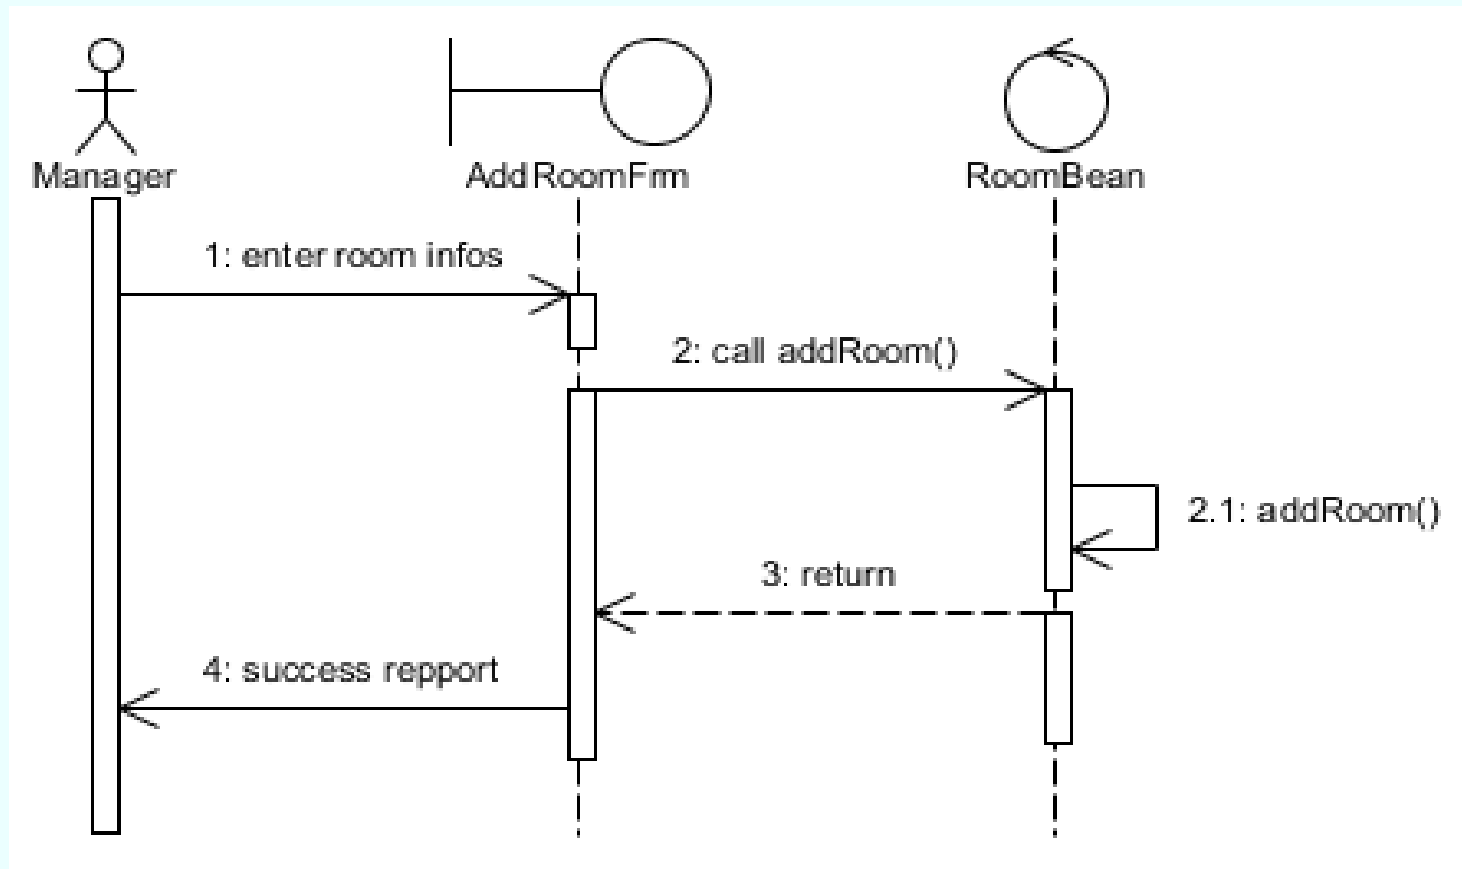 Manager
AddRoomFrm
RoomBean
1: enter room infos
2: call addRoom()
2.1: addRoom()
3: return
4: success repport